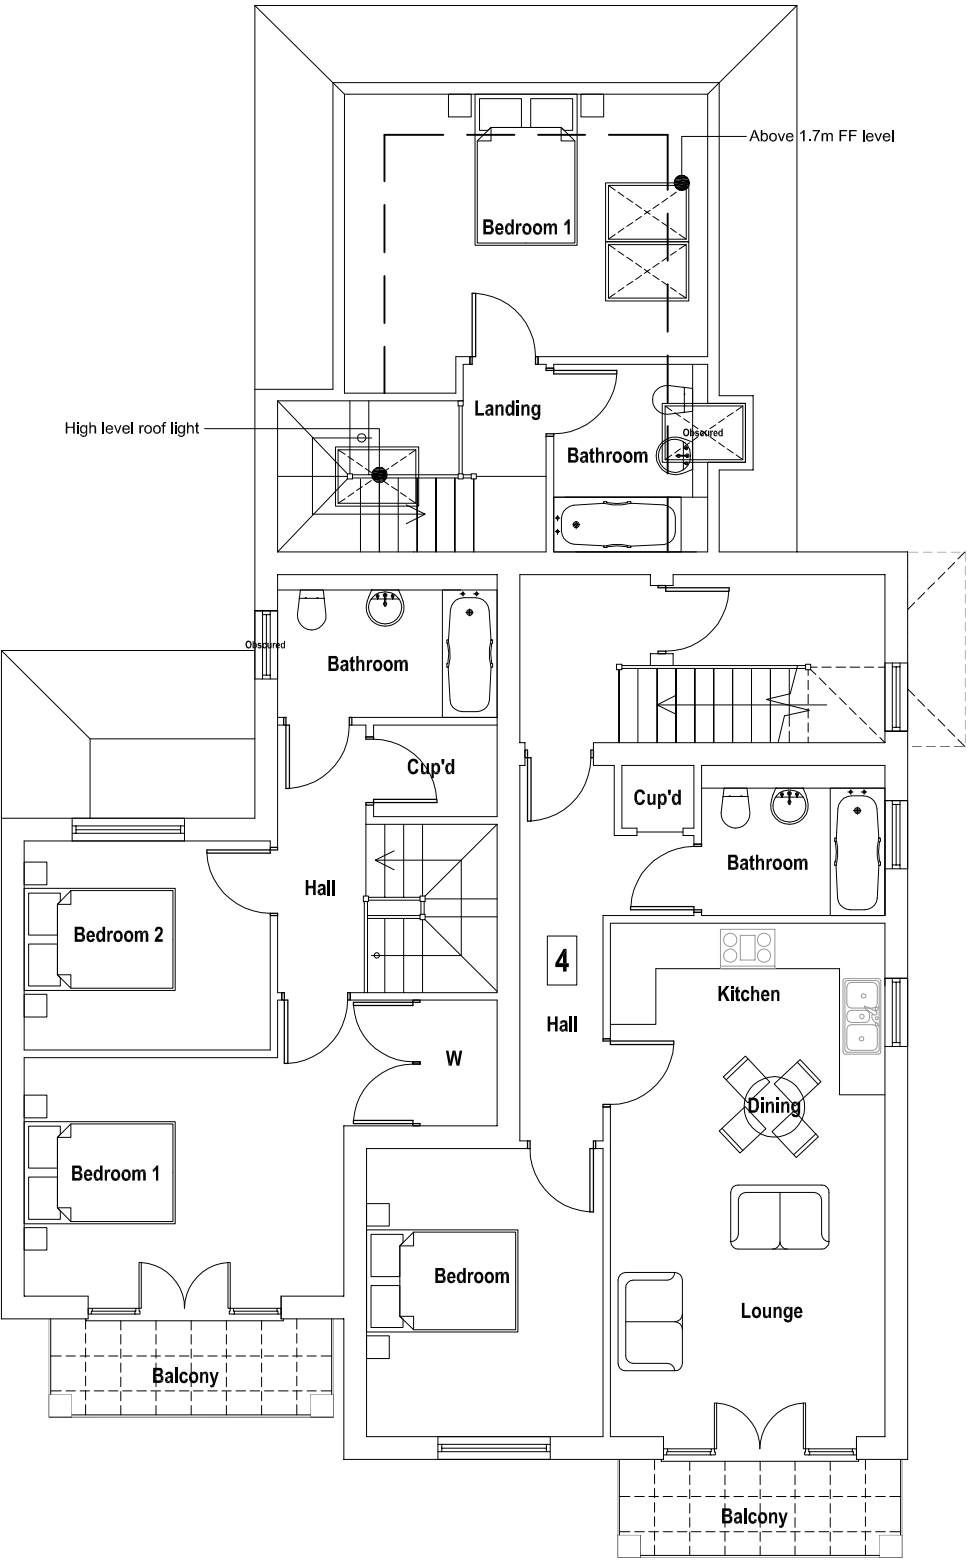 Above 1.7m FF level
Bedroom 1
Landing
High level roof light
Obscured
Bathroom
Obscured
Bathroom
Cup'd
Cup'd
Bathroom
Hall
Bedroom 2
4
Kitchen
Hall
W
Dining
Bedroom 1
Bedroom
Lounge
Balcony
Balcony